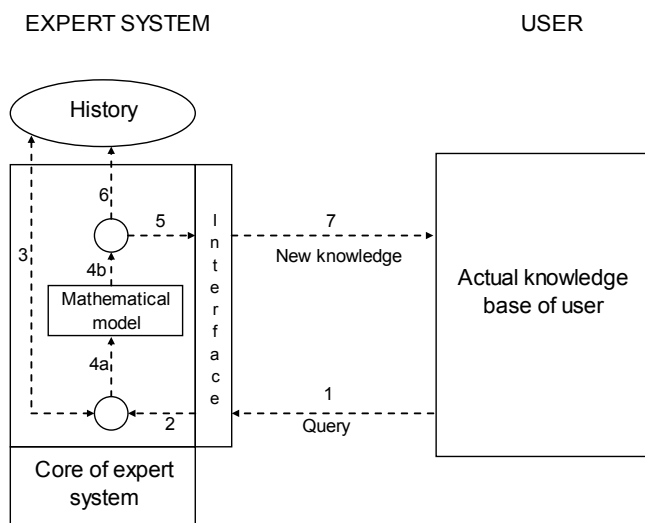 EXPERT SYSTEM
USER
History
6
5
3
4b
Mathematical
model
4a
2
Interface
7
New knowledge
1
Query
Actual knowledge
base of user
Core of expert
system